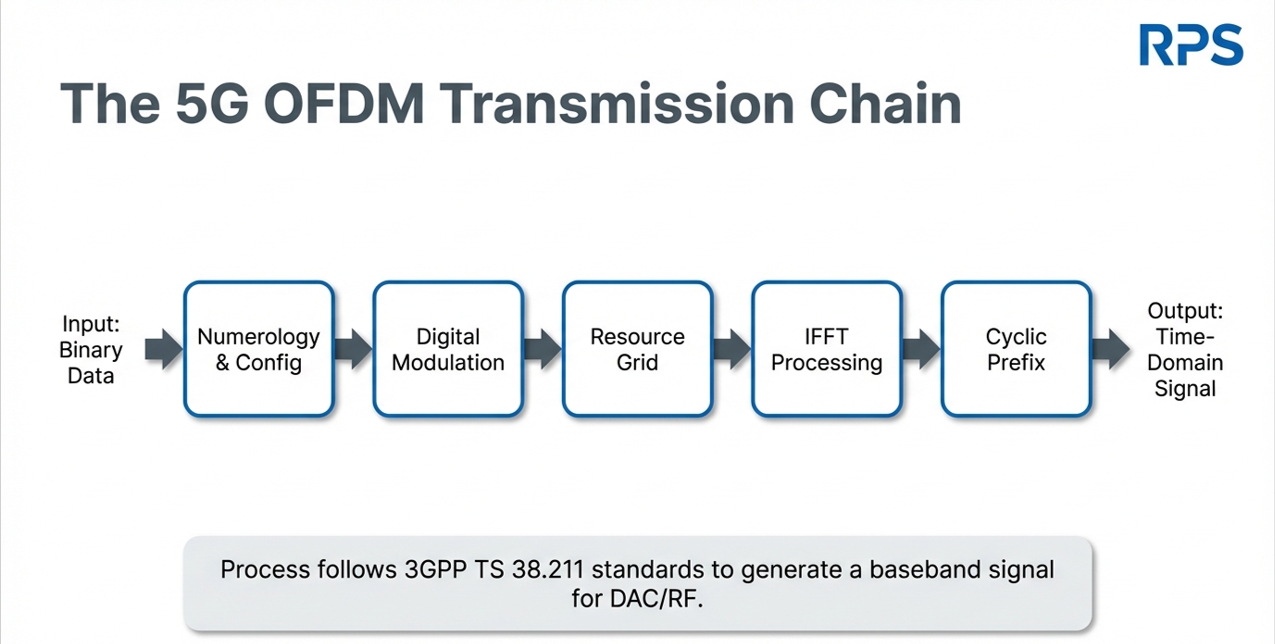 RPS
The 5G OFDM Transmission Chain
Input:
Binary
Data
Numerology
& Config
Digital
Modulation
Resource
Grid
IFFT
Processing
Cyclic
Prefix
Output:
Time-
Domain
Signal
Process follows 3GPP TS 38.211 standards to generate a baseband signal
for DAC/RF.